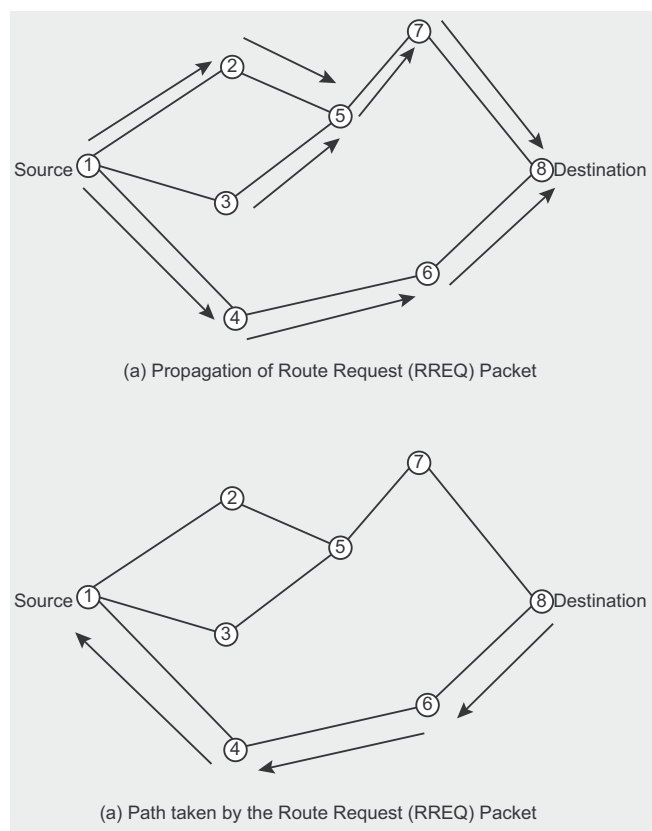 7
2
5
Source 1
8 Destination
3
6
4
(a) Propagation of Route Request (RREQ) Packet
7
2
5
Source 1
8 Destination
3
6
4
(a) Path taken by the Route Request (RREQ) Packet